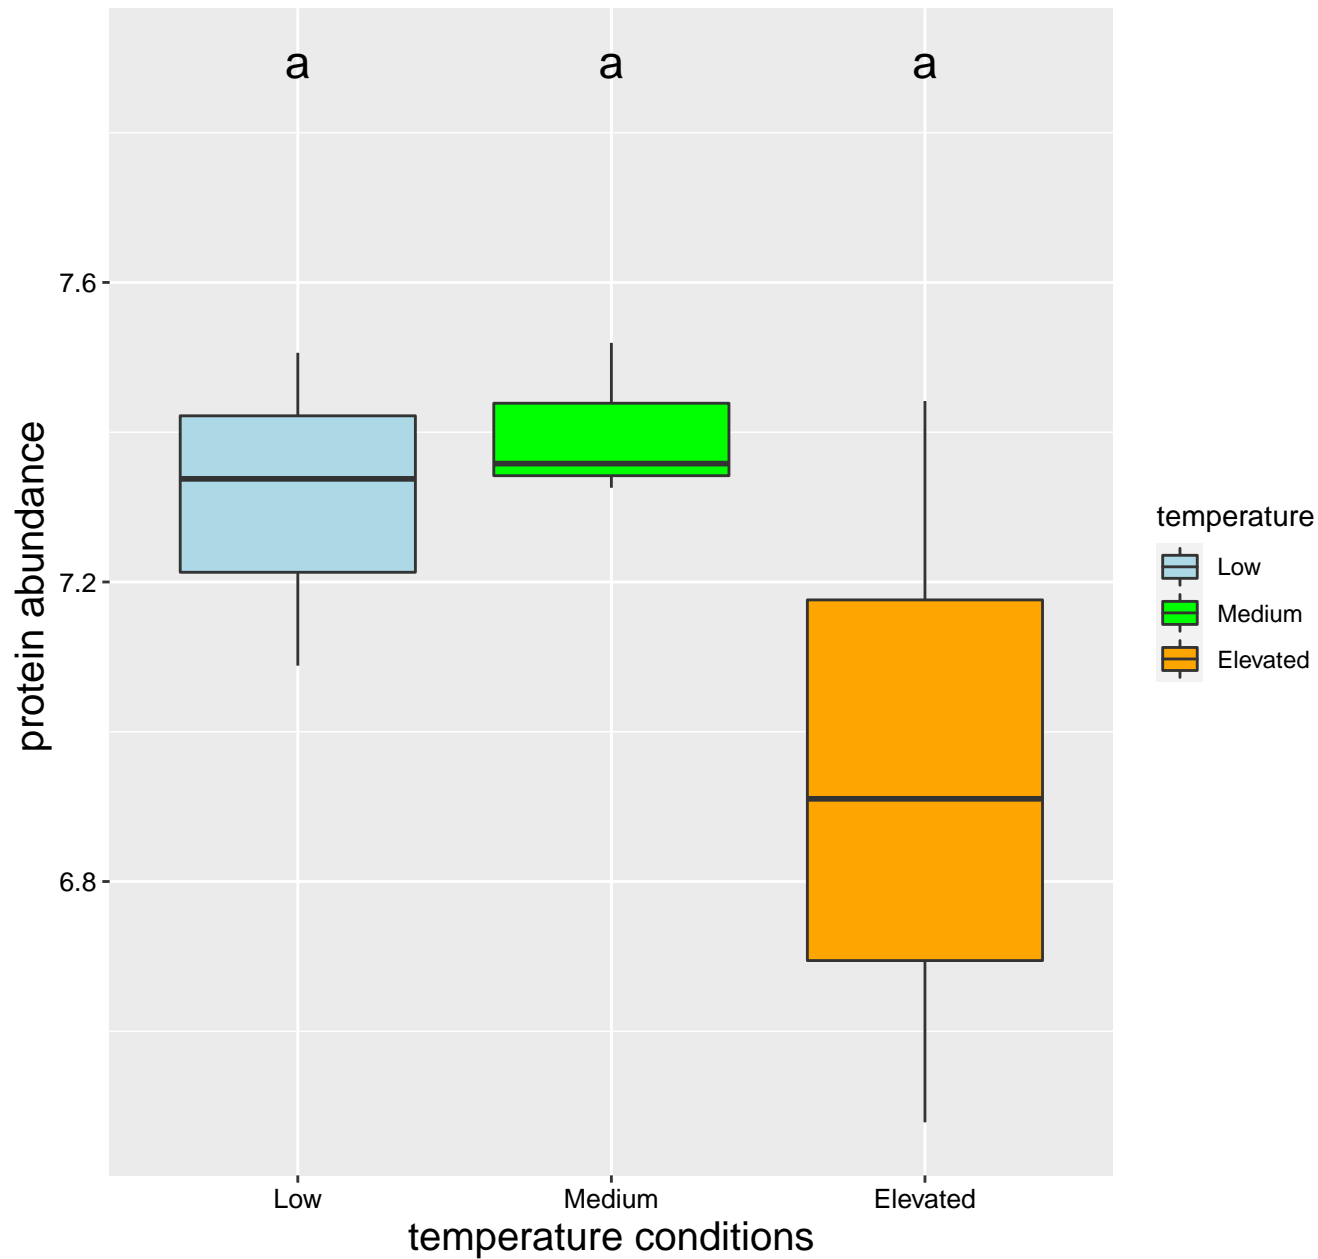 a a a
7.6
7.2
6.8
protein abundance
Low Medium Elevated
temperature conditions
temperature
Low
Medium
Elevated